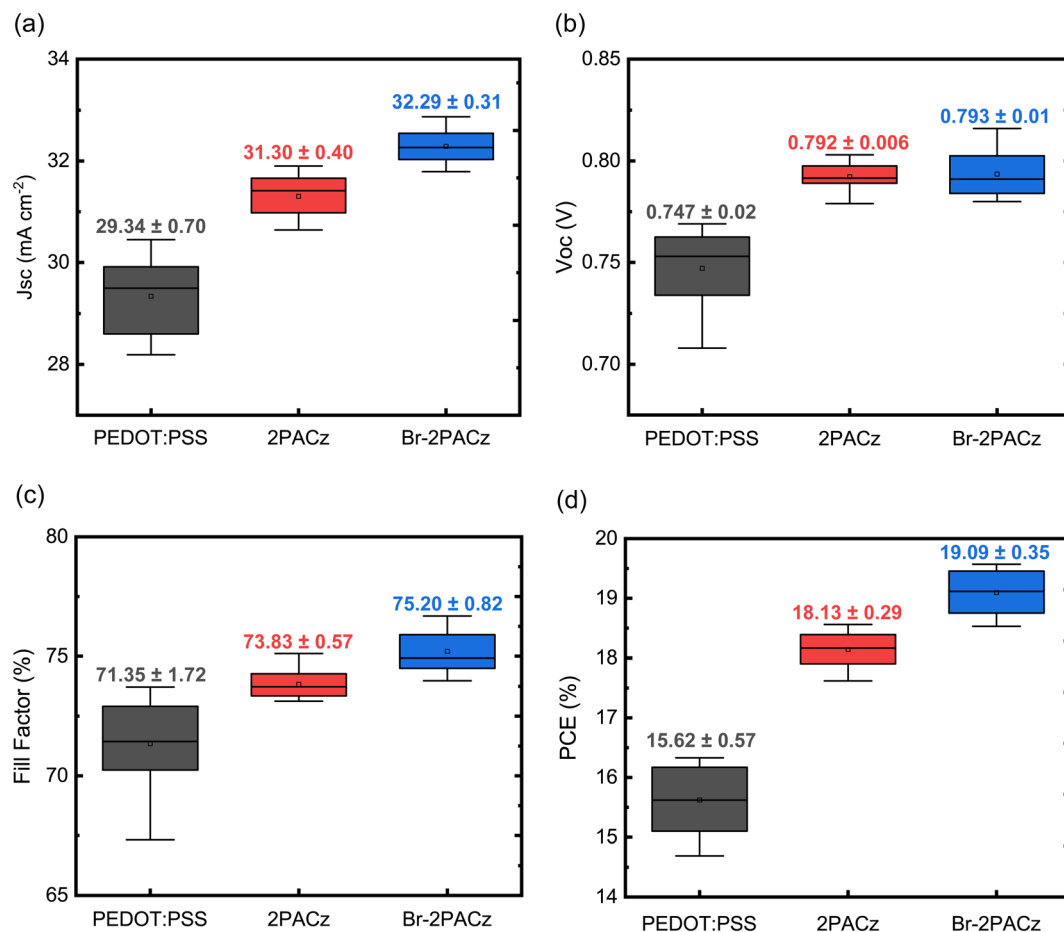 (a)
Jsc (mA cm⁻²)
34
32
30
28
29.34 ± 0.70
31.30 ± 0.40
32.29 ± 0.31
PEDOT:PSS 2PACz Br-2PACz
(b)
Voc (V)
0.85
0.80
0.75
0.70
0.747 ± 0.02
0.792 ± 0.006
0.793 ± 0.01
PEDOT:PSS 2PACz Br-2PACz
(c)
Fill Factor (%)
80
75
70
65
71.35 ± 1.72
73.83 ± 0.57
75.20 ± 0.82
PEDOT:PSS 2PACz Br-2PACz
(d)
PCE (%)
20
19
18
17
16
15
14
15.62 ± 0.57
18.13 ± 0.29
19.09 ± 0.35
PEDOT:PSS 2PACz Br-2PACz